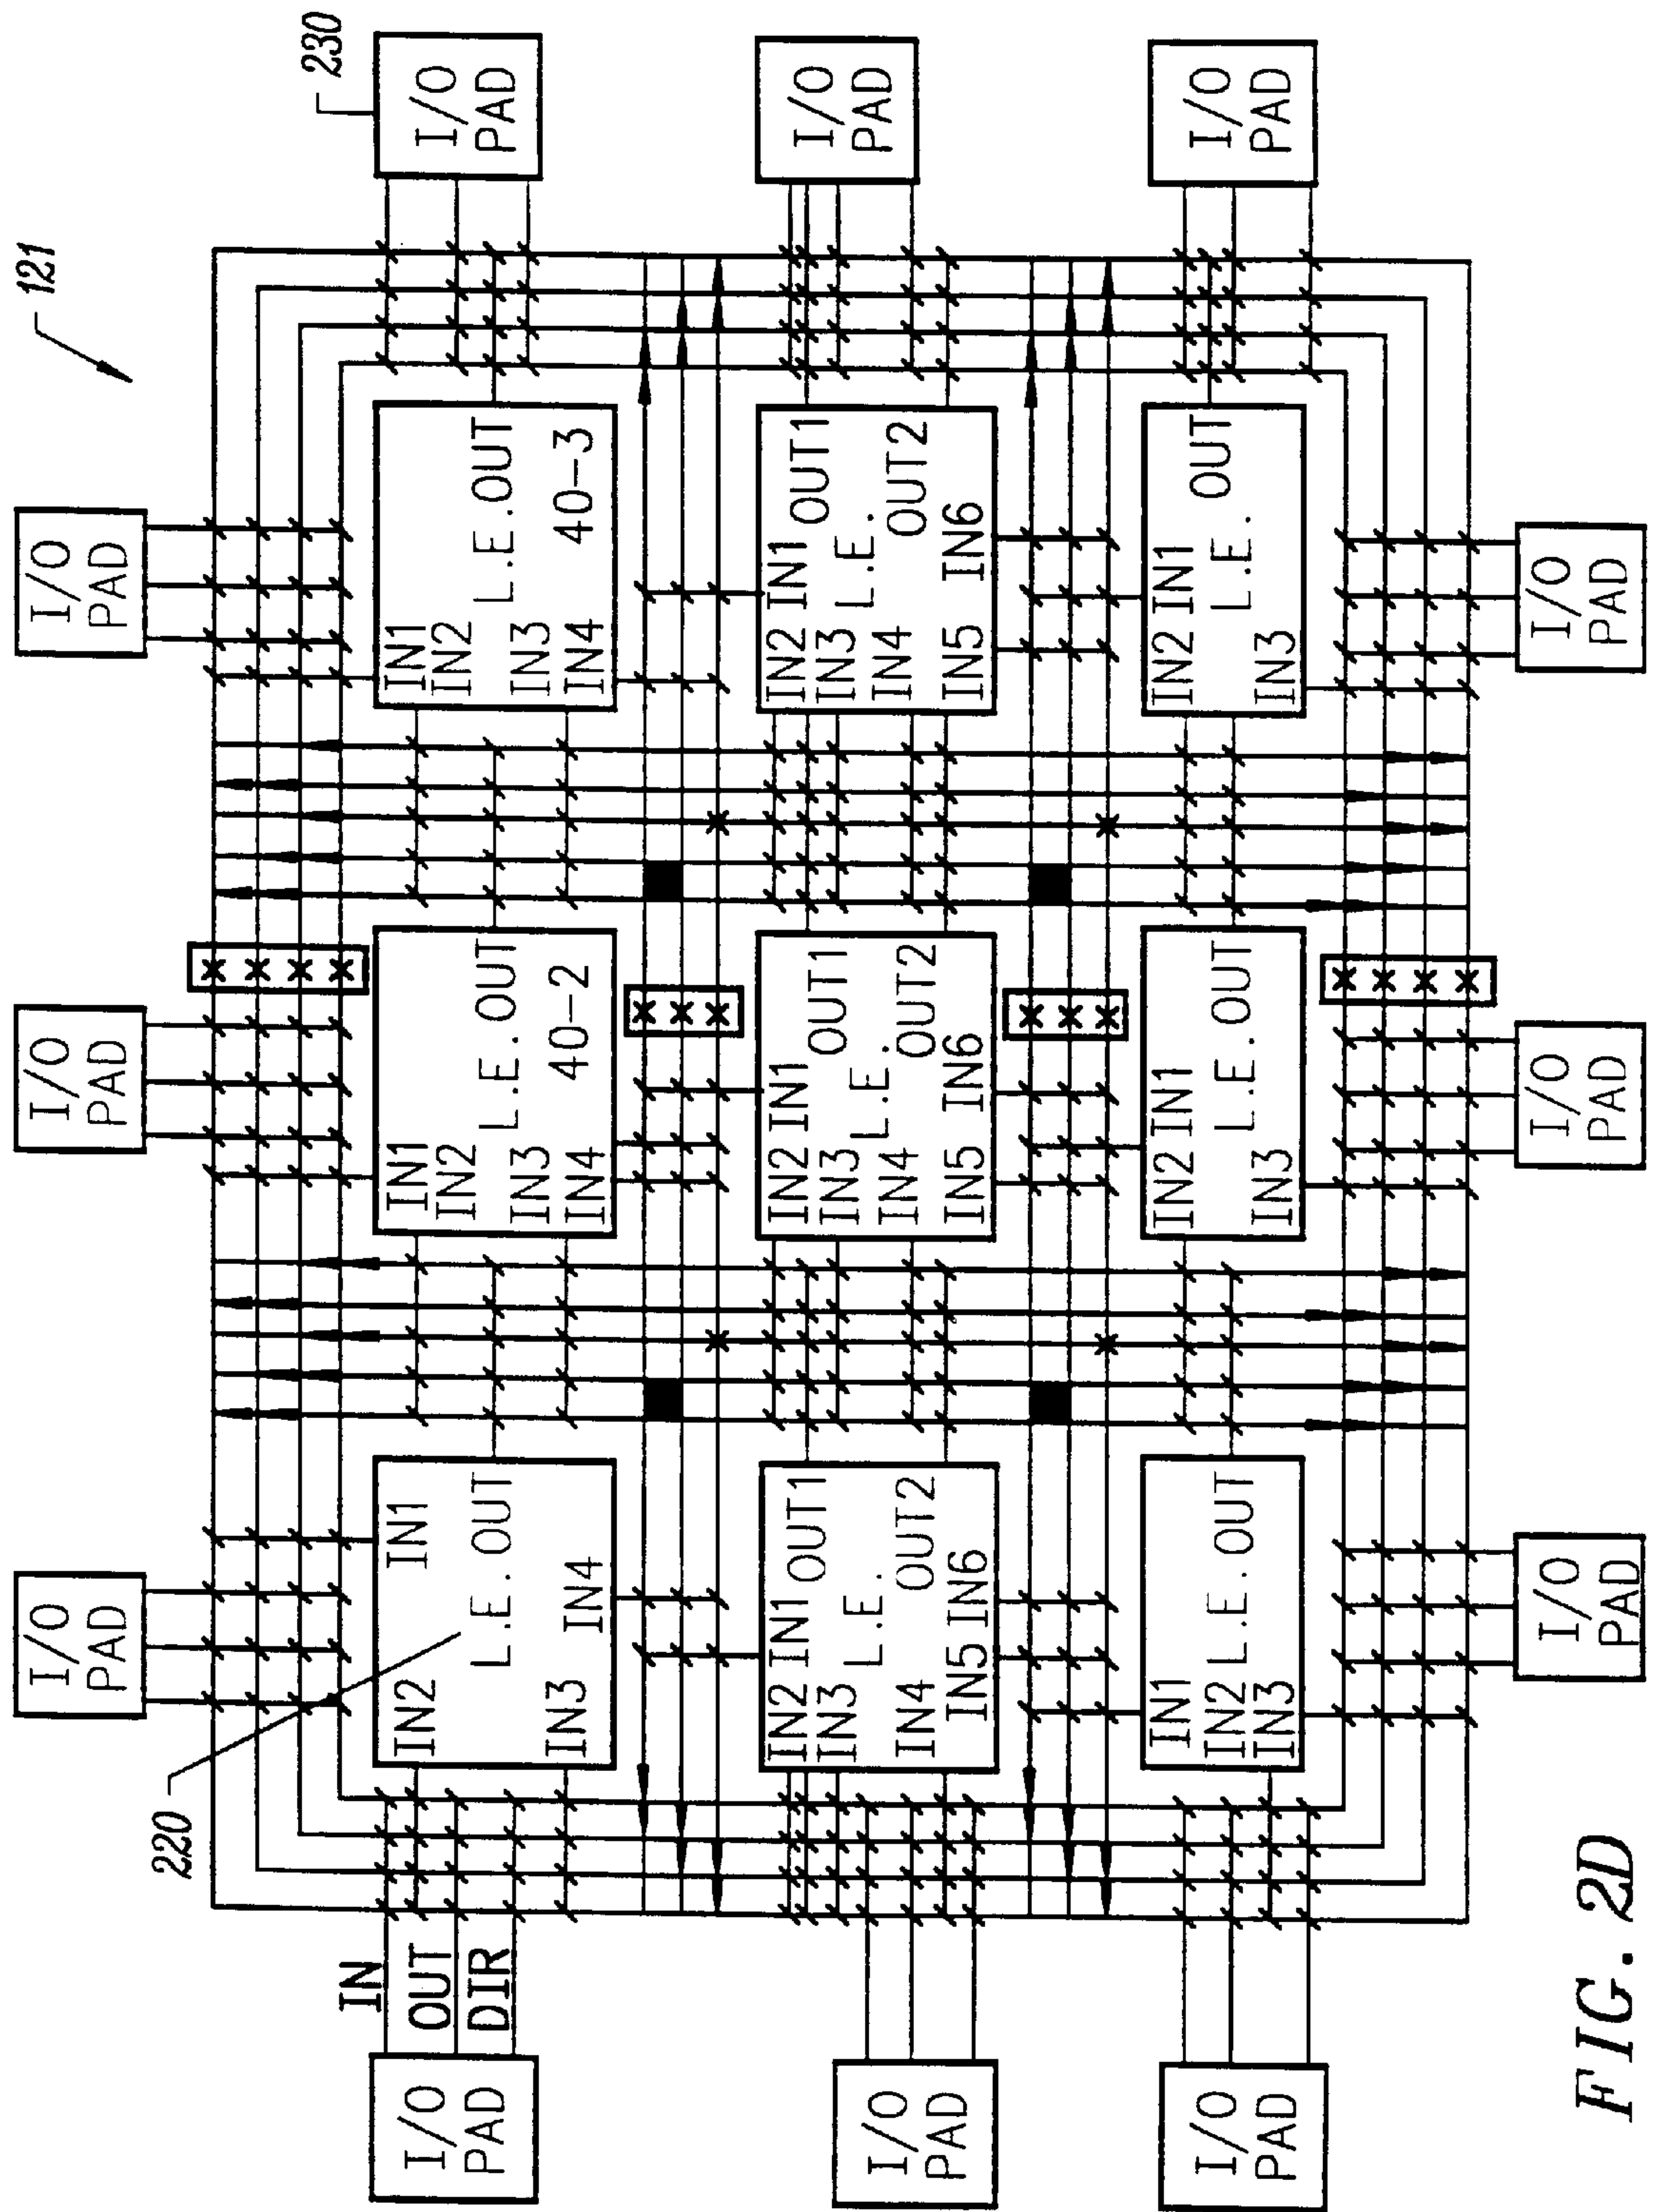 121
I/O
PAD
I/O
PAD
I/O
PAD
220
230
I/O
PAD
IN
OUT
DIR
IN2 IN1
L.E.OUT
IN3 IN4
IN1
IN2
L.E.OUT
IN3 40-2
IN4
IN1
IN2
L.E.OUT
IN3 40-3
IN4
I/O
PAD
I/O
PAD
IN2 IN1 OUT1
IN3
L.E.
IN4 OUT2
IN5 IN6
IN2 IN1 OUT1
IN3
L.E.
IN4 OUT2
IN5 IN6
IN2 IN1 OUT1
IN3
L.E.
IN4 OUT2
IN5 IN6
I/O
PAD
I/O
PAD
IN1
IN2 L.E.OUT
IN3
IN2 IN1
L.E.OUT
IN3
IN2 IN1
L.E. OUT
IN3
I/O
PAD
I/O
PAD
I/O
PAD
I/O
PAD
FIG. 2D